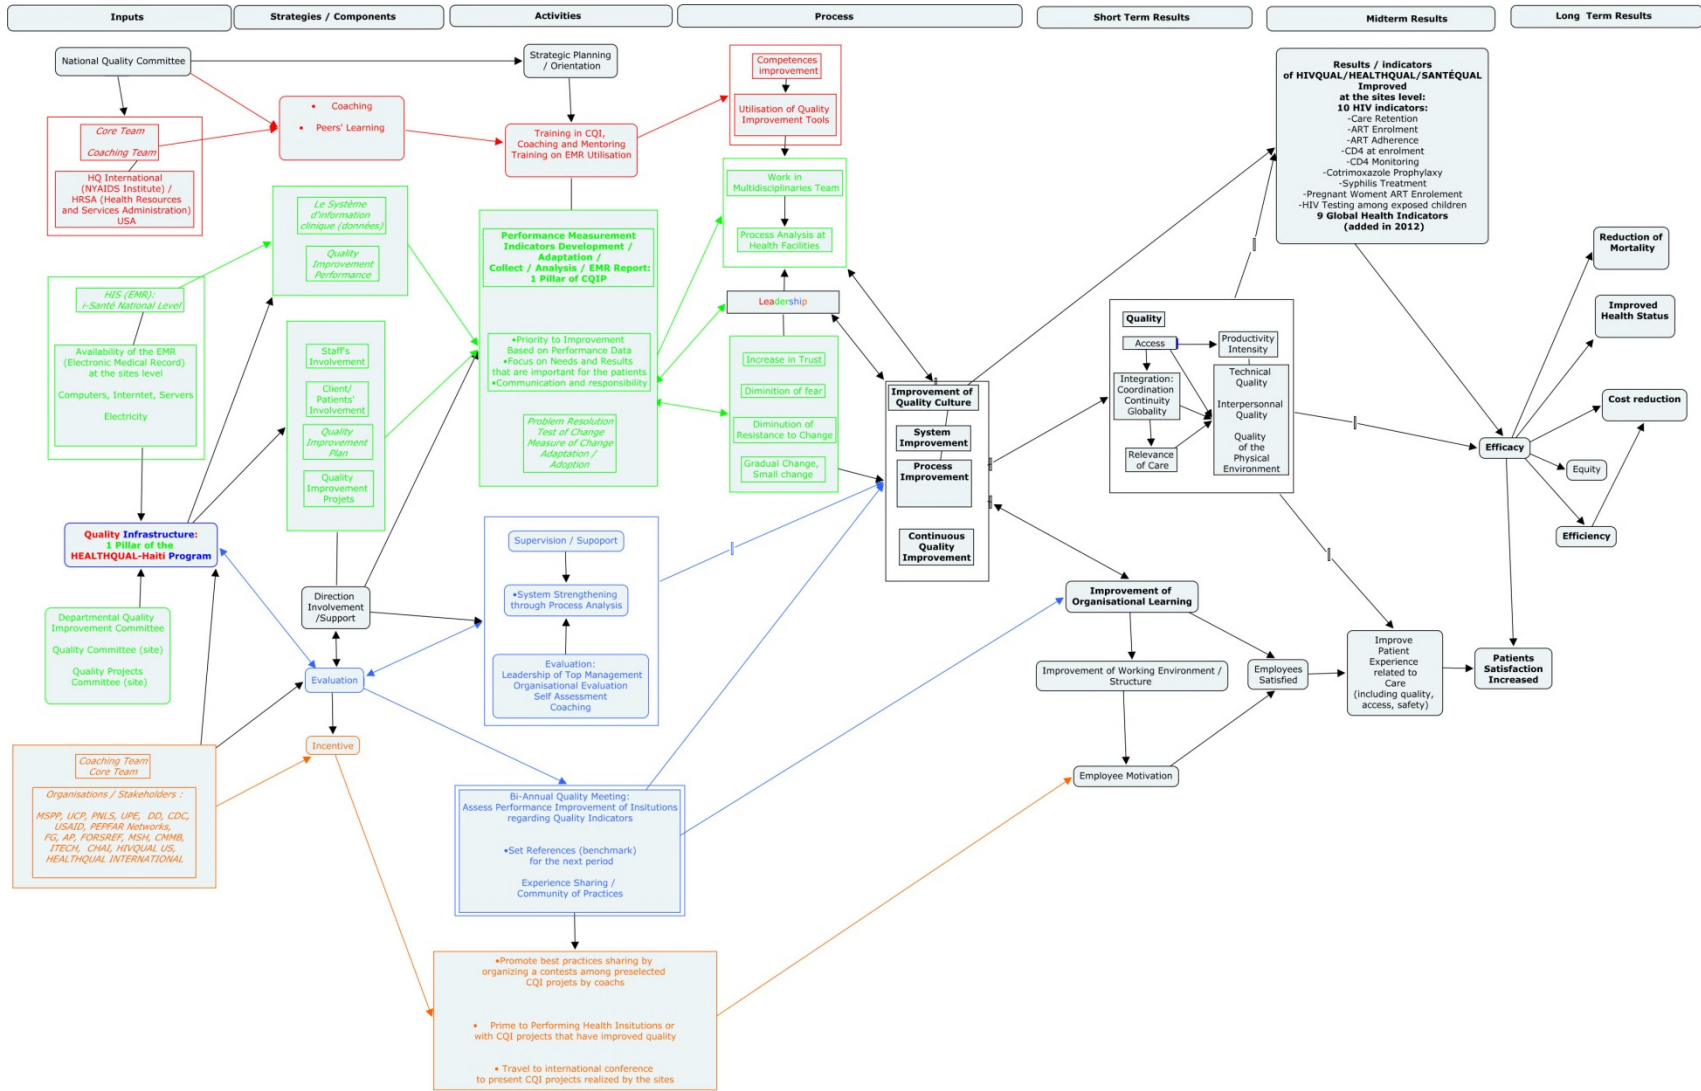 Inputs
Strategies / Components
Activities
Process
Short Term Results
Midterm Results
Long Term Results
National Quality Committee
Core Team
Coaching Team
HQ International
(NYAIDS Institute) /
HRSA (Health Resources
and Services Administration)
USA
HIS (EMR):
i-Santé National Level
Availability of the EMR
(Electronic Medical Record)
at the sites level
Computers, Internet, Servers
Electricity
Quality Infrastructure:
1 Pillar of the
HEALTHQUAL-Haiti Program
Departmental Quality
Improvement Committee
Quality Committee (site)
Quality Projects
Committee (site)
Coaching Team
Core Team
Organisations / Stakeholders :
MSPP, UCP, PNLS, UPE, DD, CDC,
USAID, PEPFAR Networks,
FG, AP, FORSREF, MSH, CMMB,
ITECH, CHAI, HIVQUAL US,
HEALTHQUAL INTERNATIONAL
• Coaching
• Peers' Learning
Le Système
d'information
clinique (données)
Quality
Improvement
Performance
Staff's
Involvement
Client/
Patients'
Involvement
Quality
Improvement
Plan
Quality
Improvement
Projets
Direction
Involvement
/Support
Evaluation
Incentive
Strategic Planning
/ Orientation
Training in CQI,
Coaching and Mentoring
Training on EMR Utilisation
Performance Measurement
Indicators Development /
Adaptation /
Collect / Analysis / EMR Report:
1 Pillar of CQIP
•Priority to Improvement
Based on Performance Data
•Focus on Needs and Results
that are important for the patients
•Communication and responsibility
Problem Resolution
Test of Change
Measure of Change
Adaptation /
Adoption
Supervision / Supoport
•System Strengthening
through Process Analysis
Evaluation:
Leadership of Top Management
Organisational Evaluation
Self Assessment
Coaching
Bi-Annual Quality Meeting:
Assess Performance Improvement of Insitutions
regarding Quality Indicators
•Set References (benchmark)
for the next period
Experience Sharing /
Community of Practices
•Promote best practices sharing by
organizing a contests among preselected
CQI projets by coachs
• Prime to Performing Health Insitutions or
with CQI projects that have improved quality
• Travel to international conference
to present CQI projects realized by the sites
Competences
improvement
Utilisation of Quality
Improvement Tools
Work in
Multidisciplinaries Team
Process Analysis at
Health Facilities
Leadership
Increase in Trust
Diminition of fear
Diminution of
Resistance to Change
Gradual Change,
Small change
Improvement of
Quality Culture
System
Improvement
Process
Improvement
Continuous
Quality
Improvement
Quality
Access
Productivity
Intensity
Integration:
Coordination
Continuity
Globality
Relevance
of Care
Technical
Quality
Interpersonnal
Quality
Quality
of the
Physical
Environment
Improvement of
Organisational Learning
Improvement of Working Environment /
Structure
Employees
Satisfied
Employee Motivation
Results / indicators
of HIVQUAL/HEALTHQUAL/SANTÉQUAL
Improved
at the sites level:
10 HIV indicators:
-Care Retention
-ART Enrolment
-ART Adherence
-CD4 at enrolment
-CD4 Monitoring
-Cotrimoxazole Prophylaxy
-Syphilis Treatment
-Pregnant Women ART Enrolement
-HIV Testing among exposed children
9 Global Health Indicators
(added in 2012)
Improve
Patient
Experience
related to
Care
(including quality,
access, safety)
Reduction of
Mortality
Improved
Health Status
Cost reduction
Efficacy
Equity
Efficiency
Patients
Satisfaction
Increased